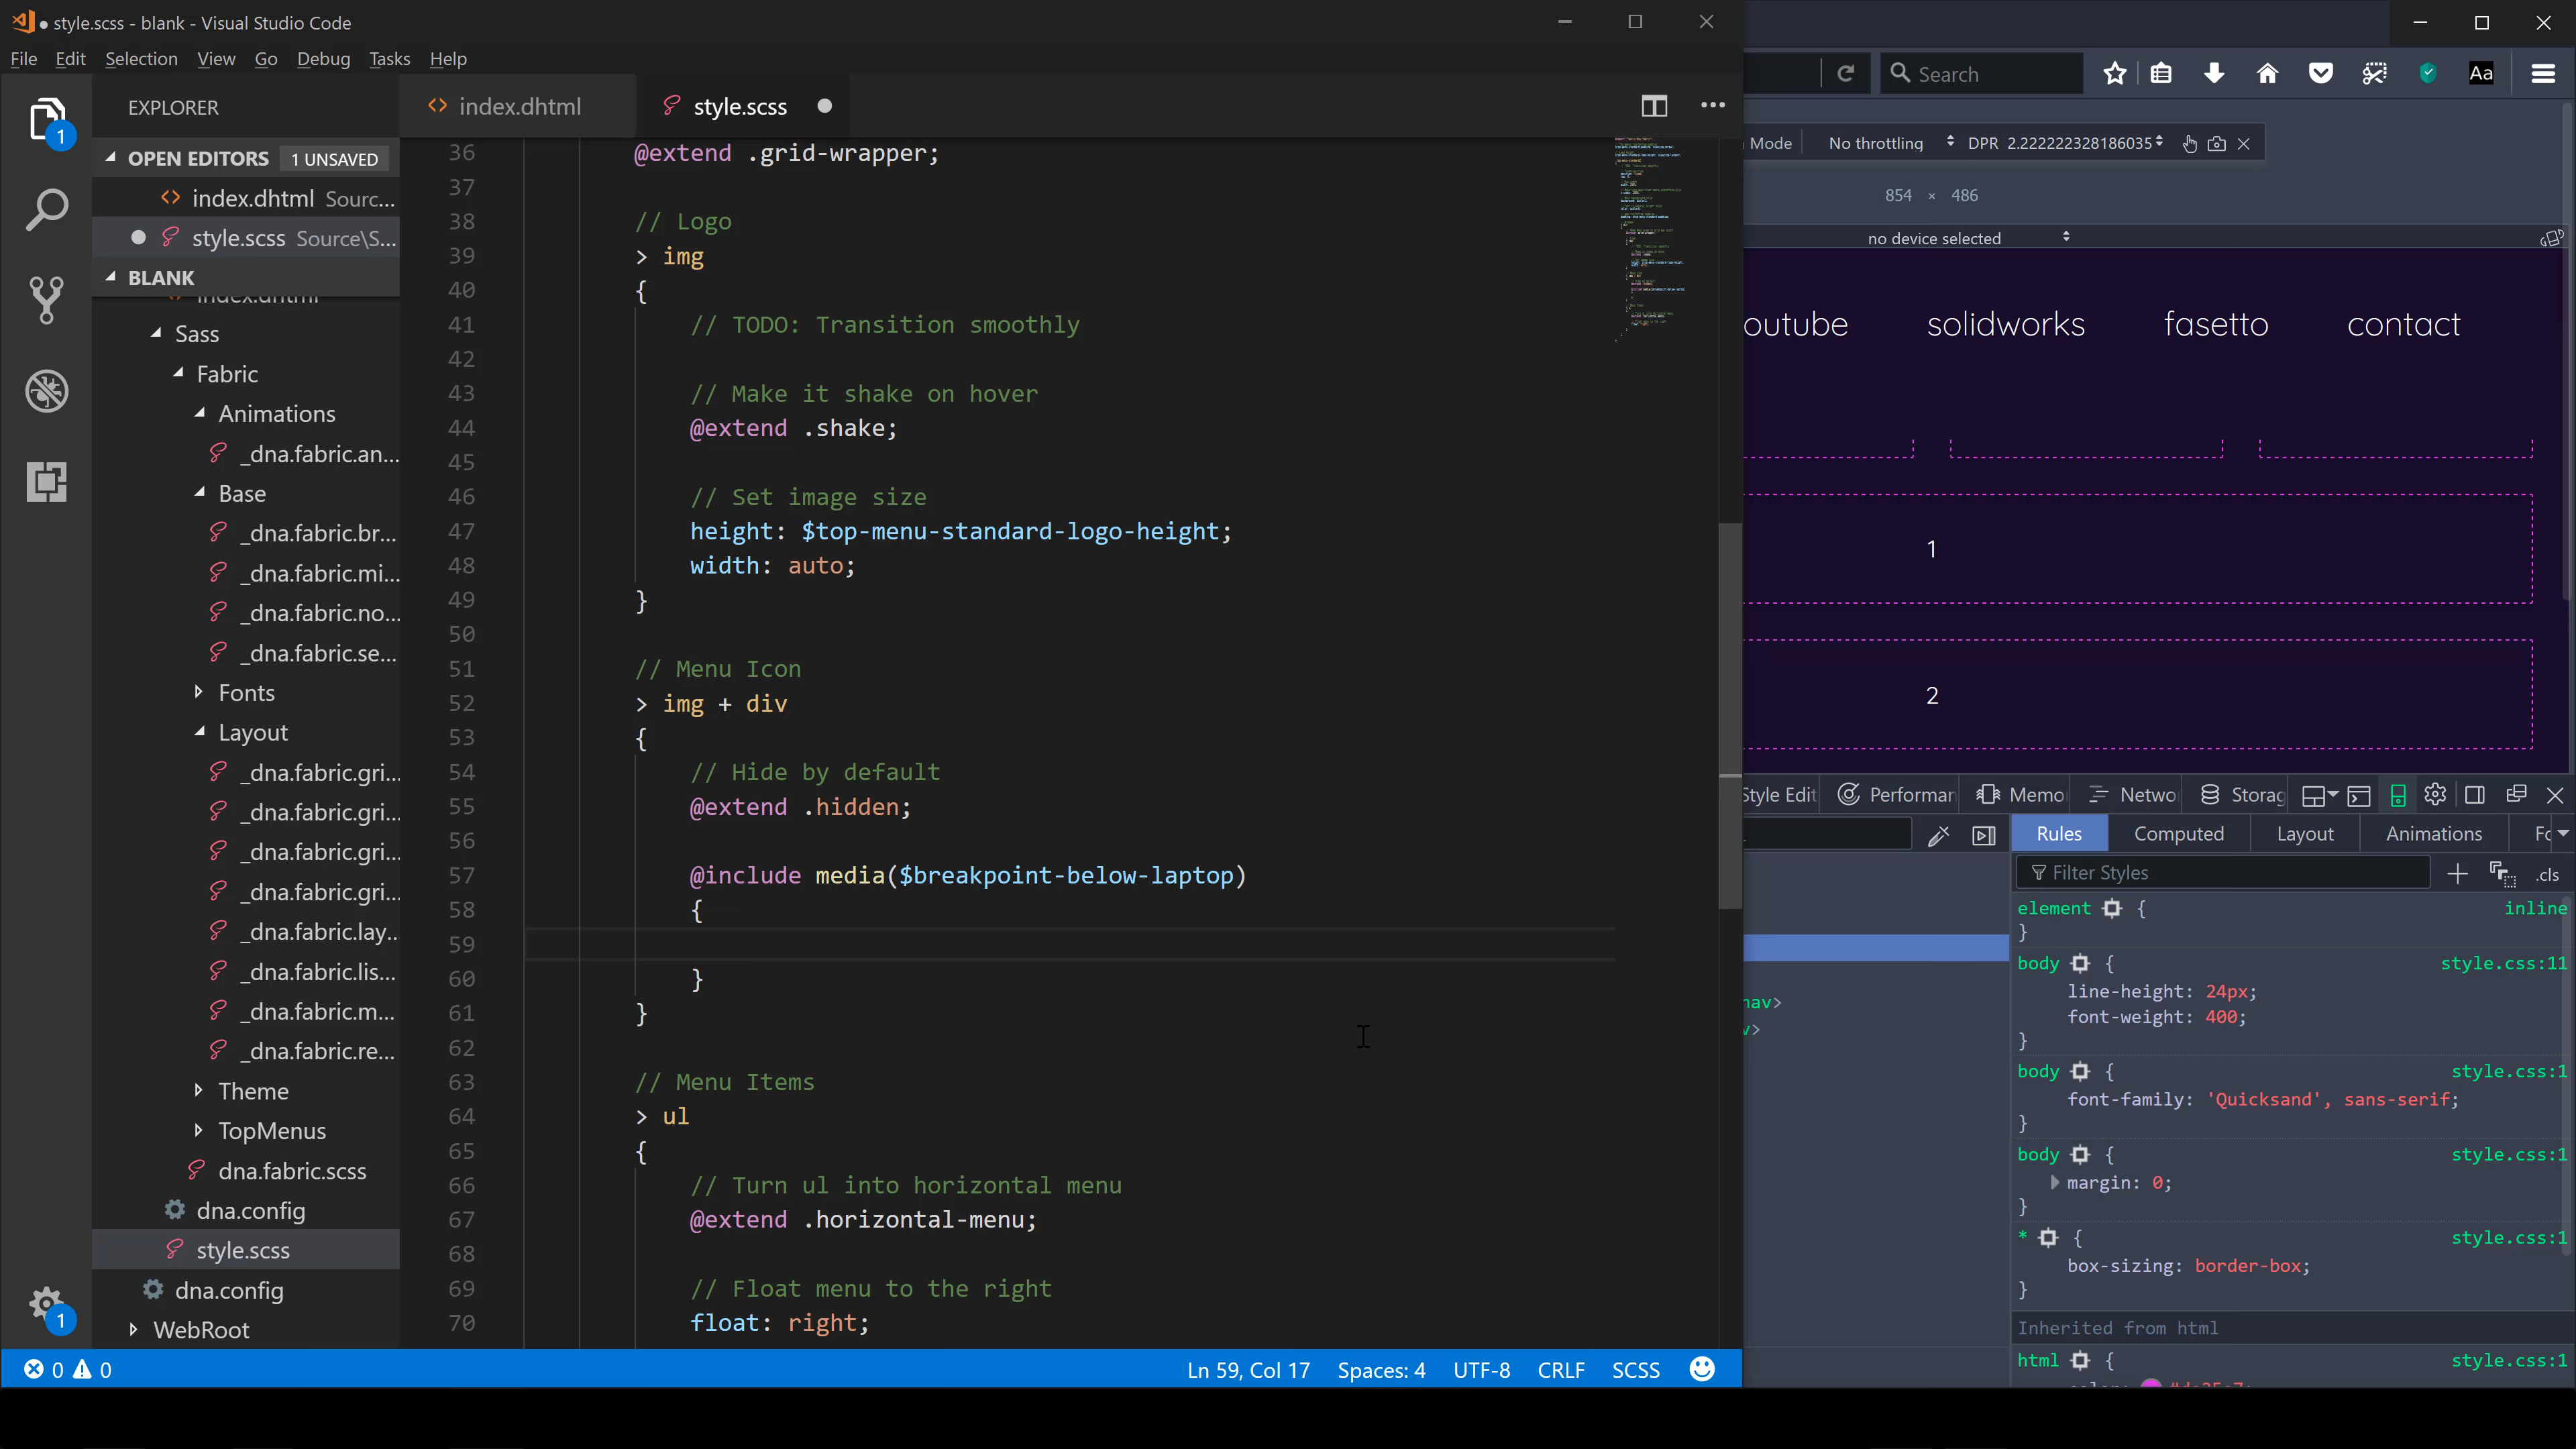 style.scss - blank - Visual Studio Code
File Edit Selection View Go Debug Tasks Help
EXPLORER
OPEN EDITORS 1 UNSAVED
index.dhtml Sourc...
style.scss Source\S...
BLANK
index.dhtml
Sass
Fabric
Animations
_dna.fabric.an...
Base
_dna.fabric.br...
_dna.fabric.mi...
_dna.fabric.no...
_dna.fabric.se...
Fonts
Layout
_dna.fabric.gri...
_dna.fabric.gri...
_dna.fabric.gri...
_dna.fabric.gri...
_dna.fabric.lay...
_dna.fabric.lis...
_dna.fabric.m...
_dna.fabric.re...
Theme
TopMenus
dna.fabric.scss
dna.config
style.scss
dna.config
WebRoot
1
1
index.dhtml style.scss
36 @extend .grid-wrapper;
37
38 // Logo
39 > img
40 {
41 // TODO: Transition smoothly
42
43 // Make it shake on hover
44 @extend .shake;
45
46 // Set image size
47 height: $top-menu-standard-logo-height;
48 width: auto;
49 }
50
51 // Menu Icon
52 > img + div
53 {
54 // Hide by default
55 @extend .hidden;
56
57 @include media($breakpoint-below-laptop)
58 {
59
60 }
61 }
62
63 // Menu Items
64 > ul
65 {
66 // Turn ul into horizontal menu
67 @extend .horizontal-menu;
68
69 // Float menu to the right
70 float: right;
0 0 Ln 59, Col 17 Spaces: 4 UTF-8 CRLF SCSS
Search
Aa
Mode No throttling DPR 2.222222328186035
854 × 486
no device selected
outube solidworks fasetto contact
1
2
Style Edit Performan Memo Netwo Storag
Rules Computed Layout Animations Fo
Filter Styles .cls
nav>
v>
element { inline
}
body { style.css:11
line-height: 24px;
font-weight: 400;
}
body { style.css:1
font-family: 'Quicksand', sans-serif;
}
body { style.css:1
margin: 0;
}
* { style.css:1
box-sizing: border-box;
}
Inherited from html
html { style.css:1